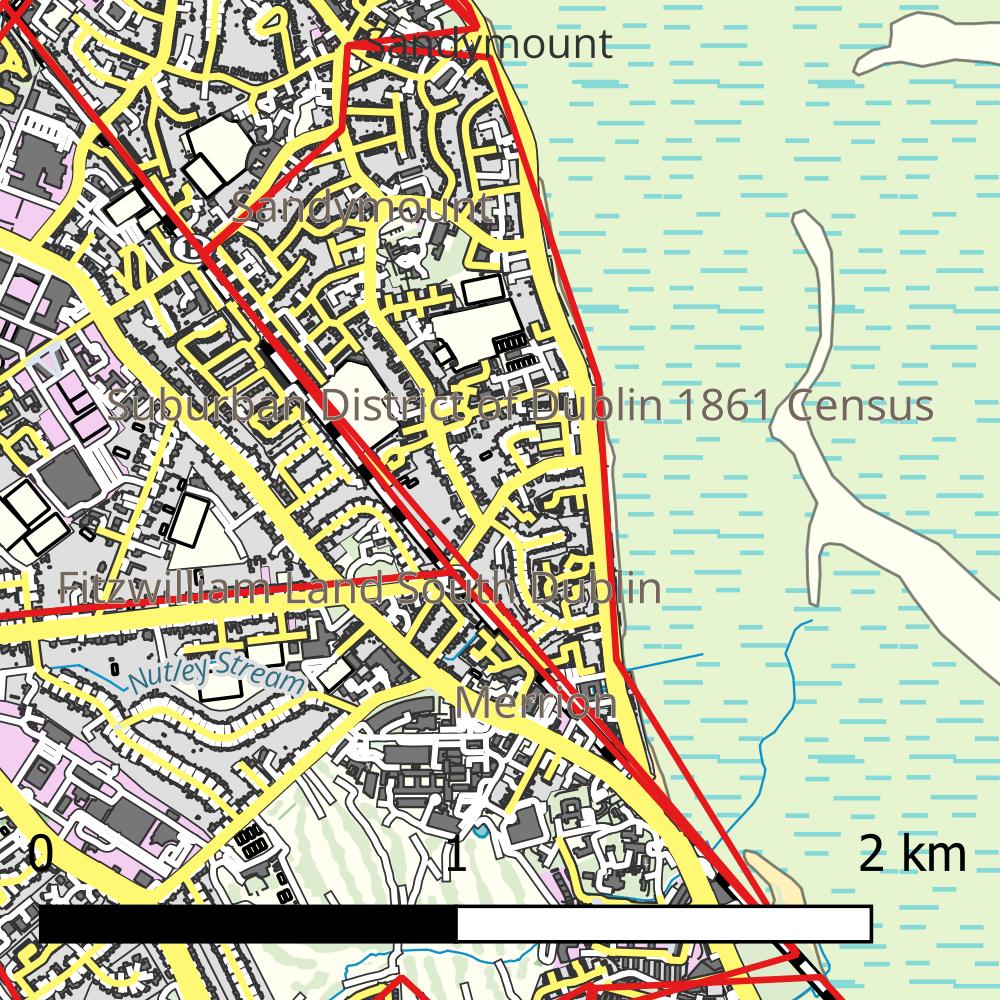 Sandymount
Sandymount
Suburban District of Dublin 1861 Census
Fitzwilliam Land South Dublin
Nutley Stream
Merrion
0 1 2 km